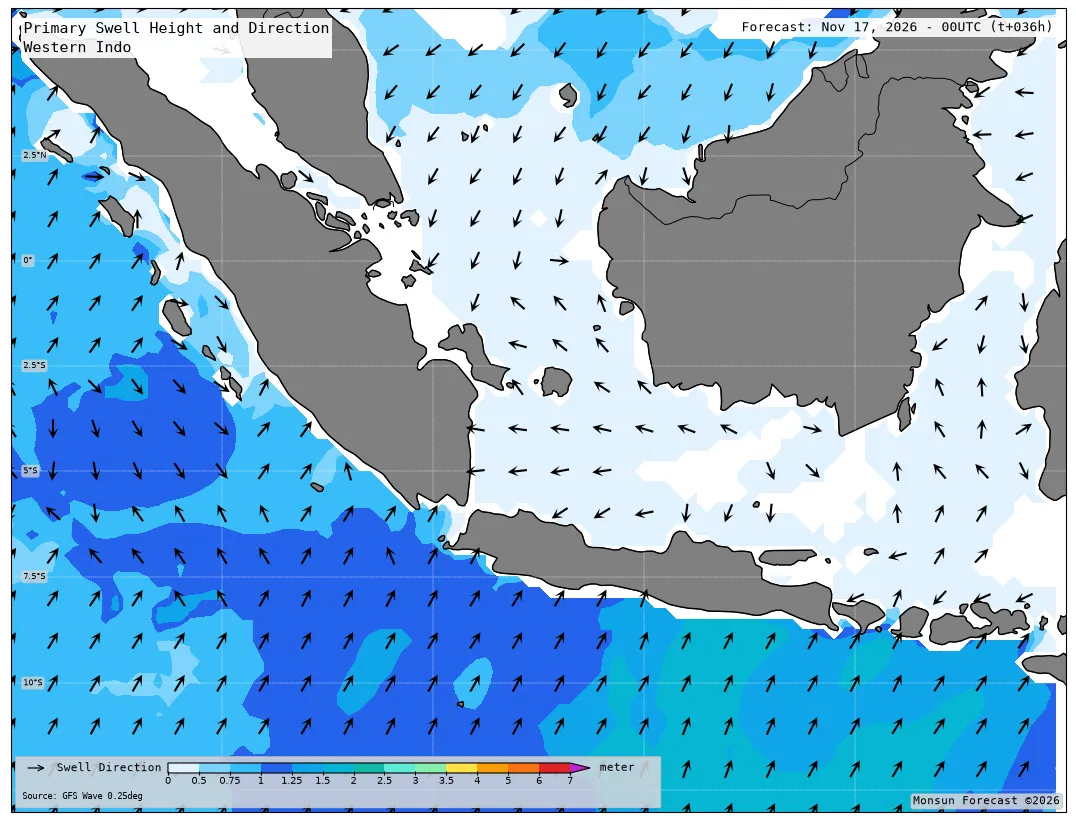 Primary Swell Height and Direction
Western Indo
Forecast: Nov 17, 2026 - 00UTC (t+036h)
2.5°N
0°
2.5°S
5°S
7.5°S
10°S
Swell Direction
meter
0 0.5 0.75 1 1.25 1.5 2 2.5 3 3.5 4 5 6 7
Source: GFS Wave 0.25deg
Monsun Forecast ©2026